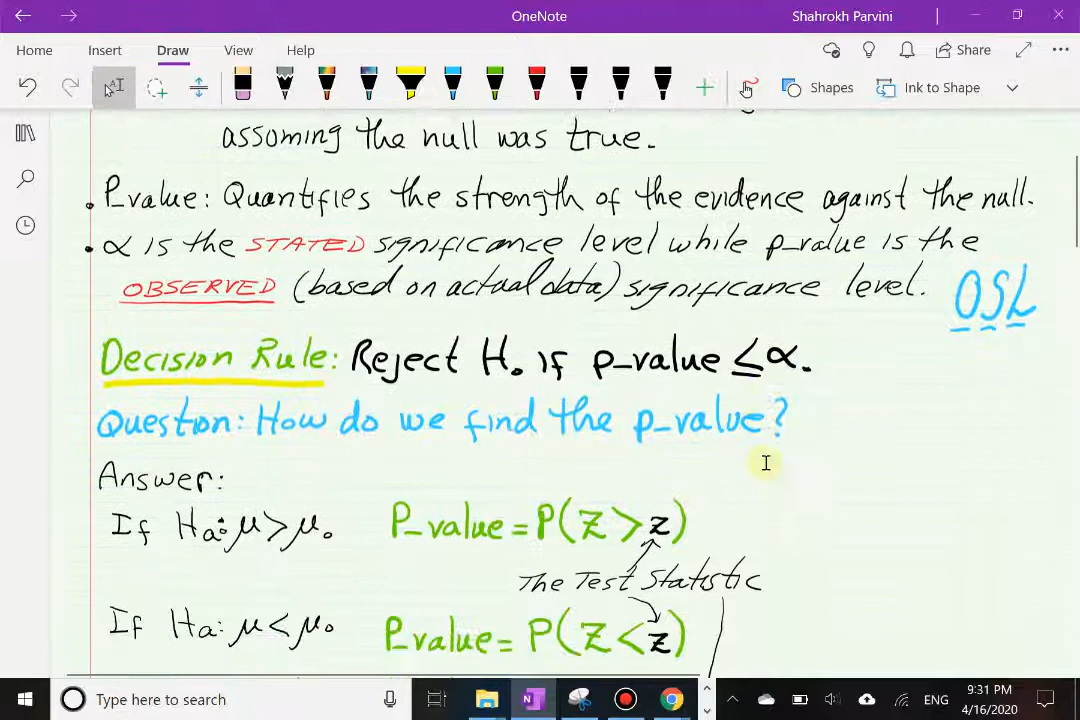 OneNote
Shahrokh Parvini
Home Insert Draw View Help
Share
Shapes
Ink to Shape
assoming the null was true.
. P_value: Quantifies the strength of the evidence against the null.
. α is the STATED significance level while p_value is the
OBSERVED (based on actual data) significance level.
OSL
Decision Rule: Reject H₀ if p_value ≤ α.
Question: How do we find the p_value?
Answer:
If Ha: μ > μ₀ P_value = P(Z > z)
The Test Statistic
If Ha: μ < μ₀ P_value = P(Z < z)
Type here to search
ENG
9:31 PM
4/16/2020